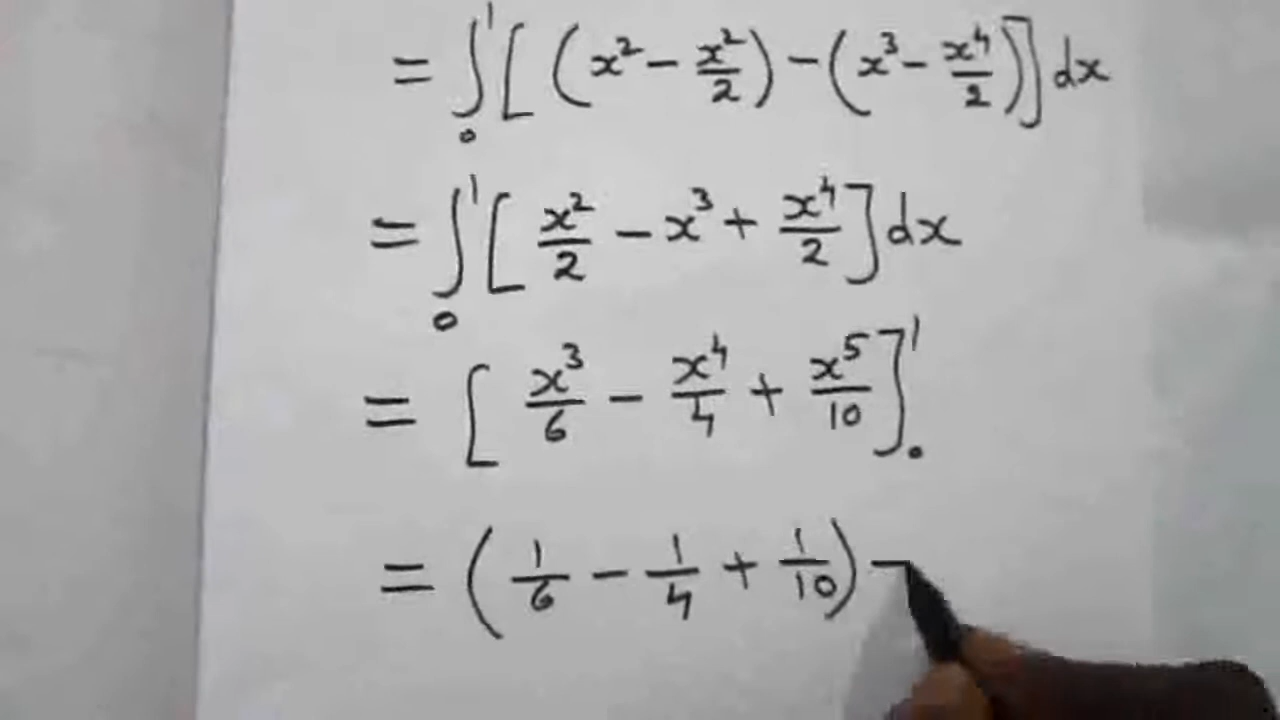 = ∫₀¹ [ (x² - x²/2) - (x³ - x⁴/2) ] dx
= ∫₀¹ [ x²/2 - x³ + x⁴/2 ] dx
= [ x³/6 - x⁴/4 + x⁵/10 ]₀¹
= ( 1/6 - 1/4 + 1/10 ) -